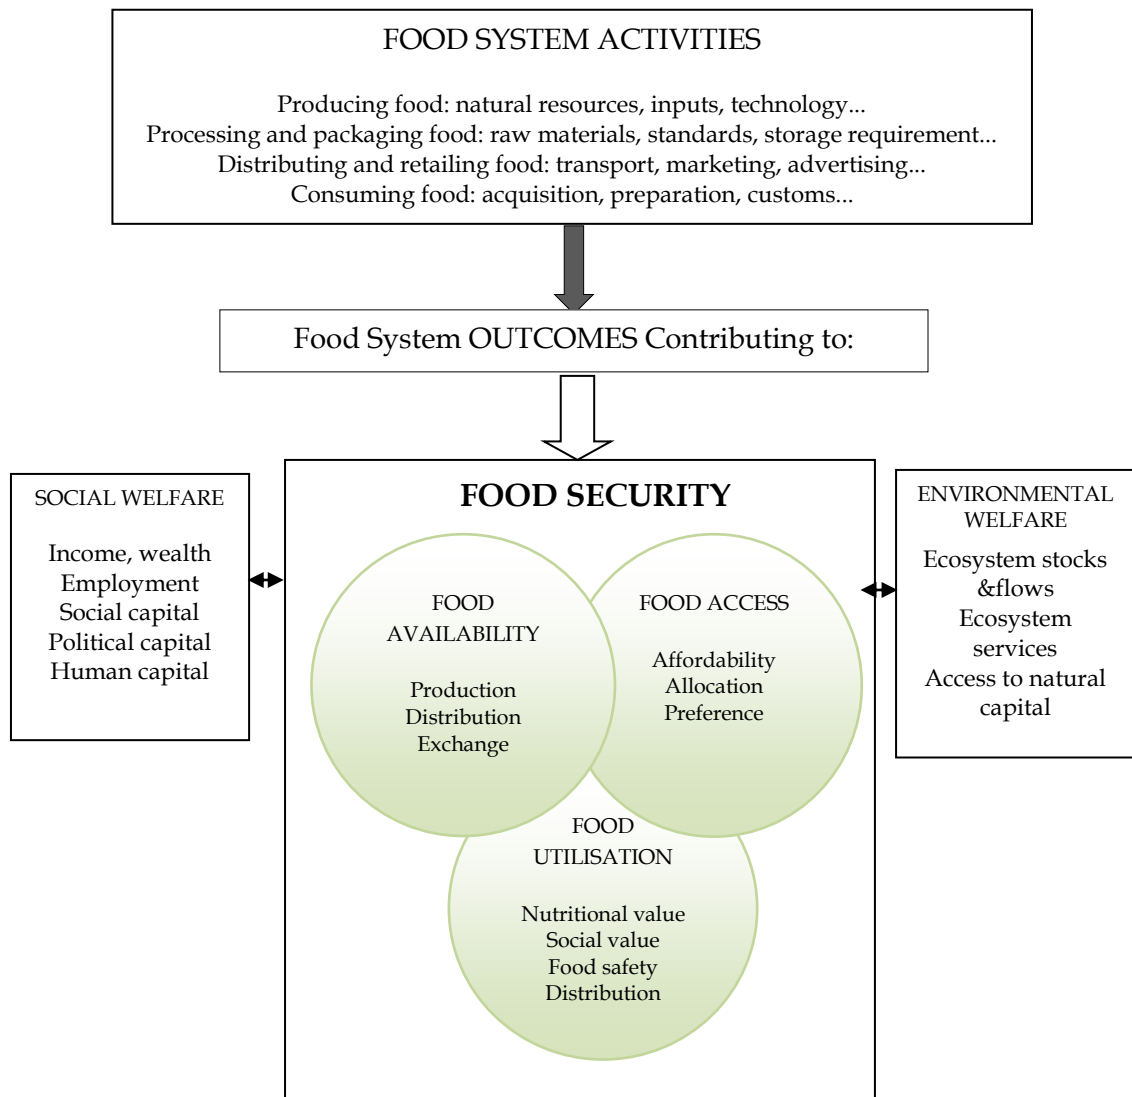 FOOD SYSTEM ACTIVITIES
Producing food: natural resources, inputs, technology...
Processing and packaging food: raw materials, standards, storage requirement...
Distributing and retailing food: transport, marketing, advertising...
Consuming food: acquisition, preparation, customs...
Food System OUTCOMES Contributing to:
SOCIAL WELFARE
Income, wealth
Employment
Social capital
Political capital
Human capital
FOOD SECURITY
FOOD
AVAILABILITY
Production
Distribution
Exchange
FOOD ACCESS
Affordability
Allocation
Preference
FOOD
UTILISATION
Nutritional value
Social value
Food safety
Distribution
ENVIRONMENTAL
WELFARE
Ecosystem stocks
&flows
Ecosystem
services
Access to natural
capital